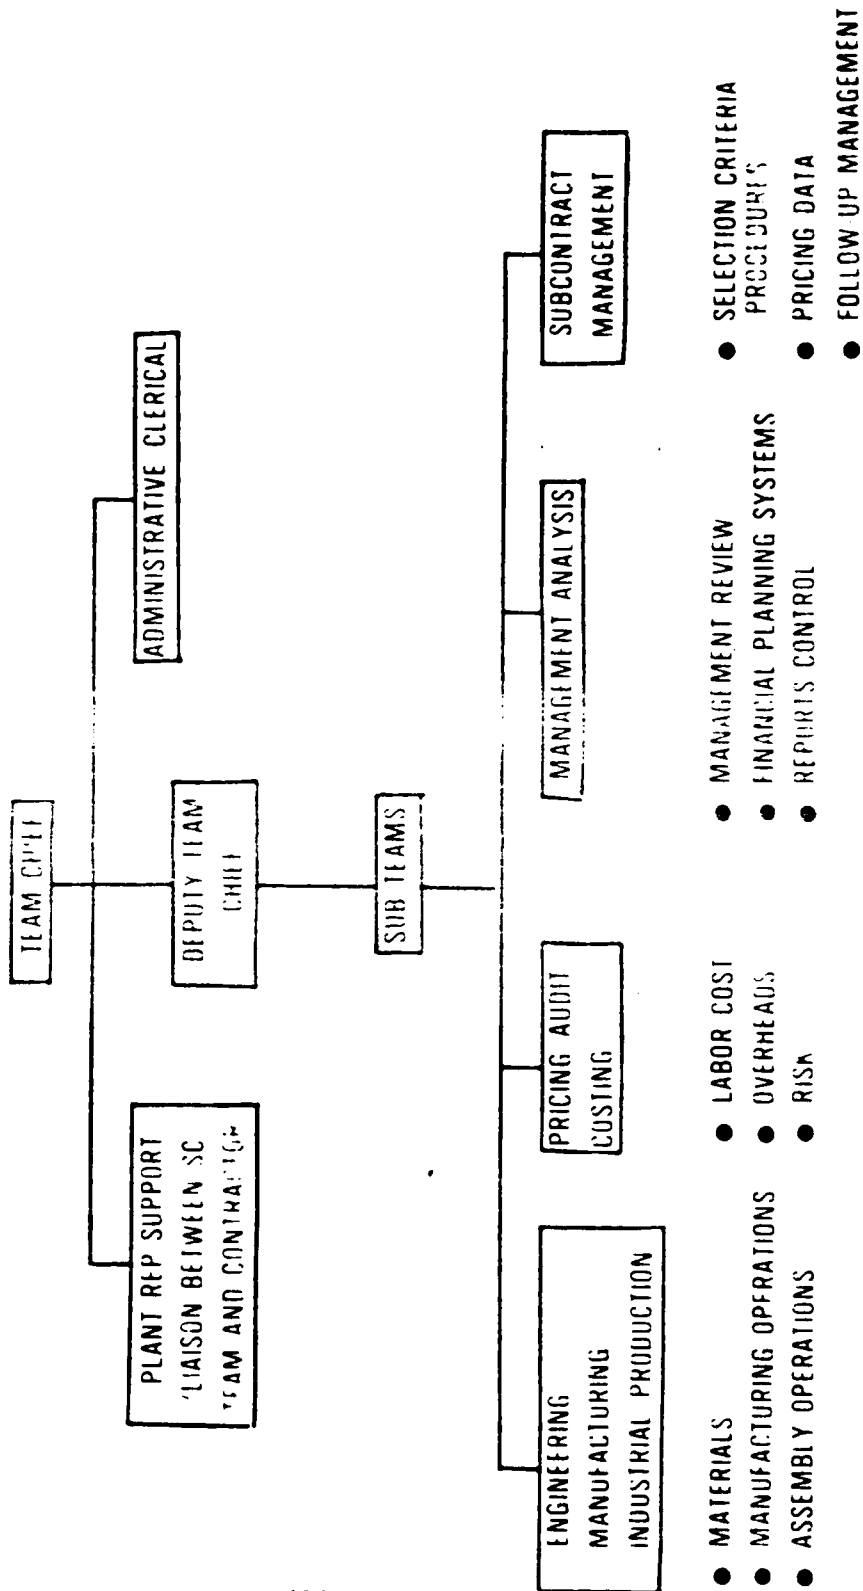 TEAM CHIEF
PLANT REP SUPPORT
LIAISON BETWEEN SC
TEAM AND CONTRACTOR
ADMINISTRATIVE CLERICAL
DEPUTY TEAM
CHIEF
SUB TEAMS
ENGINEERING
MANUFACTURING
INDUSTRIAL PRODUCTION
PRICING AUDIT
COSTING
MANAGEMENT ANALYSIS
SUBCONTRACT
MANAGEMENT
● MATERIALS
● MANUFACTURING OPERATIONS
● ASSEMBLY OPERATIONS
● LABOR COST
● OVERHEADS
● RISK
● MANAGEMENT REVIEW
● FINANCIAL PLANNING SYSTEMS
● REPORTS CONTROL
● SELECTION CRITERIA
PROCEDURES
● PRICING DATA
● FOLLOW-UP MANAGEMENT